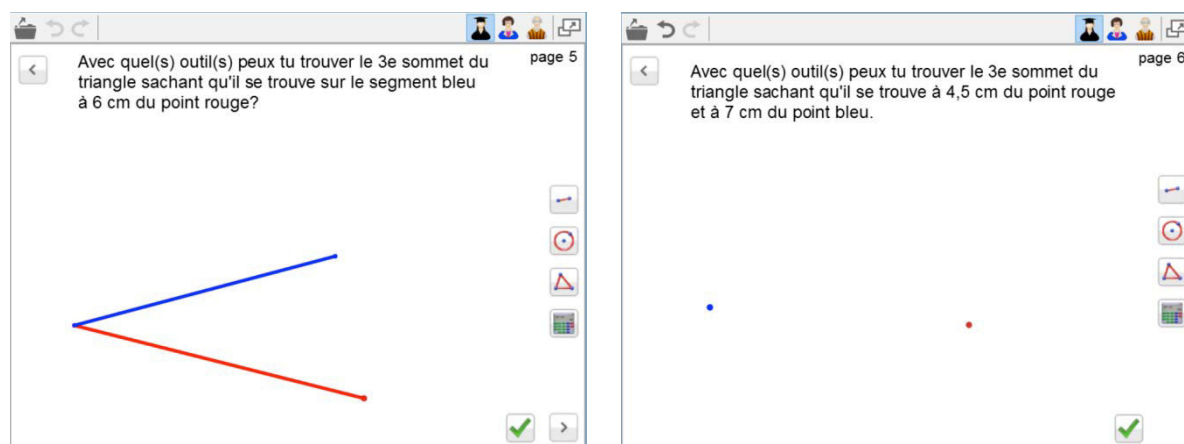 page 5
Avec quel(s) outil(s) peux tu trouver le 3e sommet du
triangle sachant qu'il se trouve sur le segment bleu
à 6 cm du point rouge?
page 6
Avec quel(s) outil(s) peux tu trouver le 3e sommet du
triangle sachant qu'il se trouve à 4,5 cm du point rouge
et à 7 cm du point bleu.